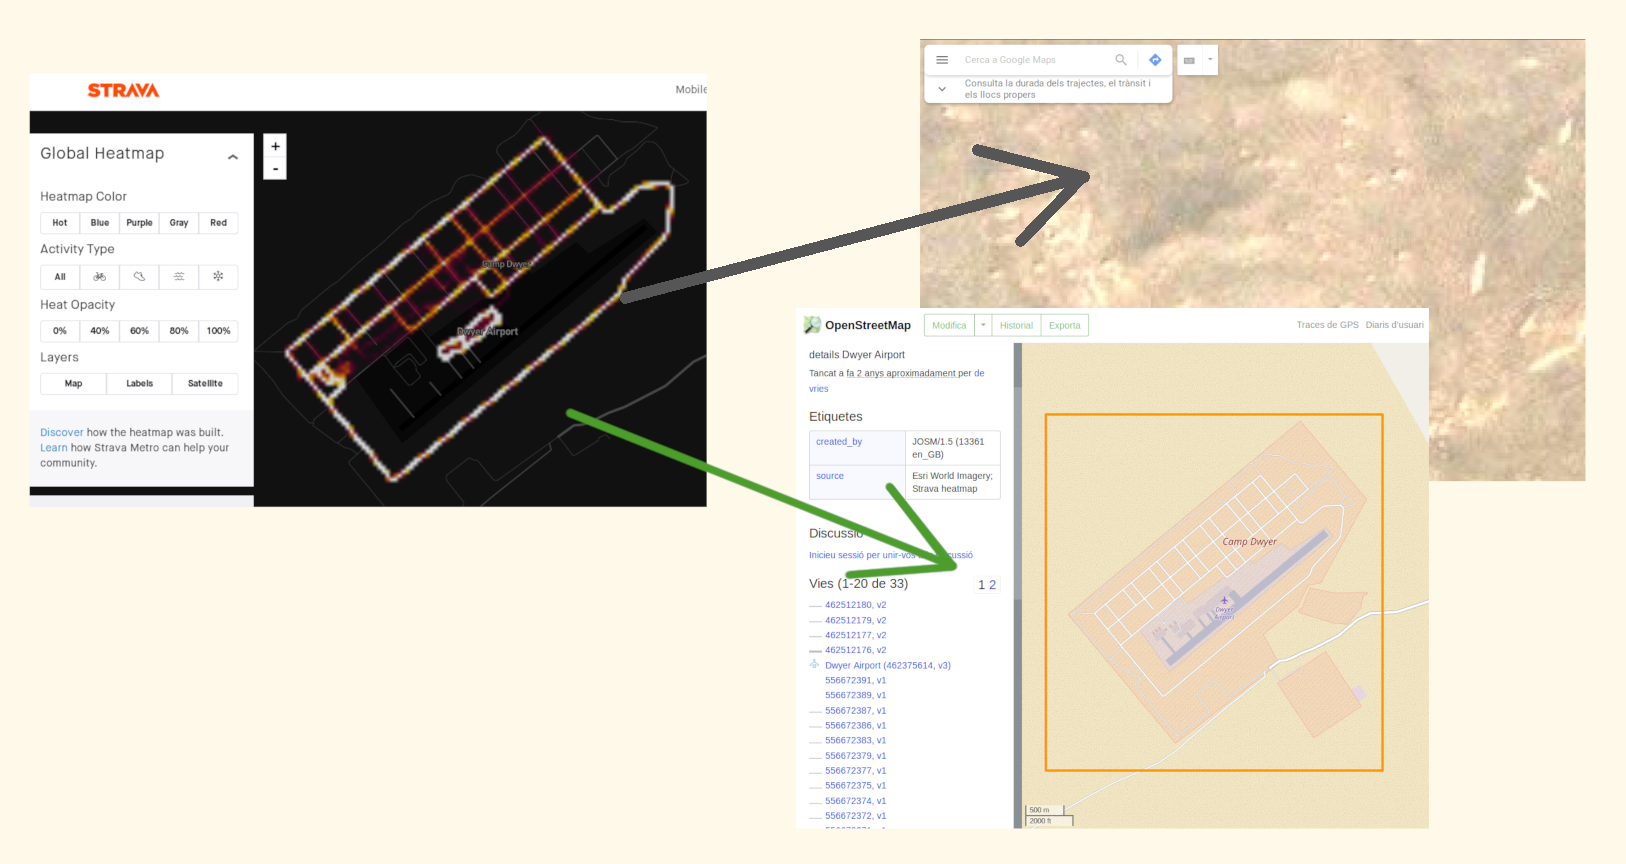 STRAVA
Mobile
Global Heatmap
+
-
Heatmap Color
Hot Blue Purple Gray Red
Activity Type
All
Heat Opacity
0% 40% 60% 80% 100%
Layers
Map Labels Satellite
Discover how the heatmap was built.
Learn how Strava Metro can help your
community.
Camp Dwyer
Dwyer Airport
Cerca a Google Maps
Consulta la durada dels trajectes, el trànsit i
els llocs propers
OpenStreetMap
Modifica Historial Exporta
Traces de GPS Diaris d'usuari
details Dwyer Airport
Tancat a fa 2 anys aproximadament per de
vries
Etiquetes
created_by JOSM/1.5 (13361
en_GB)
source Esri World Imagery;
Strava heatmap
Discussió
Inicieu sessió per unir-vos a la discussió
Vies (1-20 de 33) 1 2
462512180, v2
462512179, v2
462512177, v2
462512176, v2
Dwyer Airport (462375614, v3)
556672391, v1
556672389, v1
556672387, v1
556672386, v1
556672383, v1
556672379, v1
556672377, v1
556672375, v1
556672374, v1
556672372, v1
Camp Dwyer
Dwyer
Airport
500 m
2000 ft